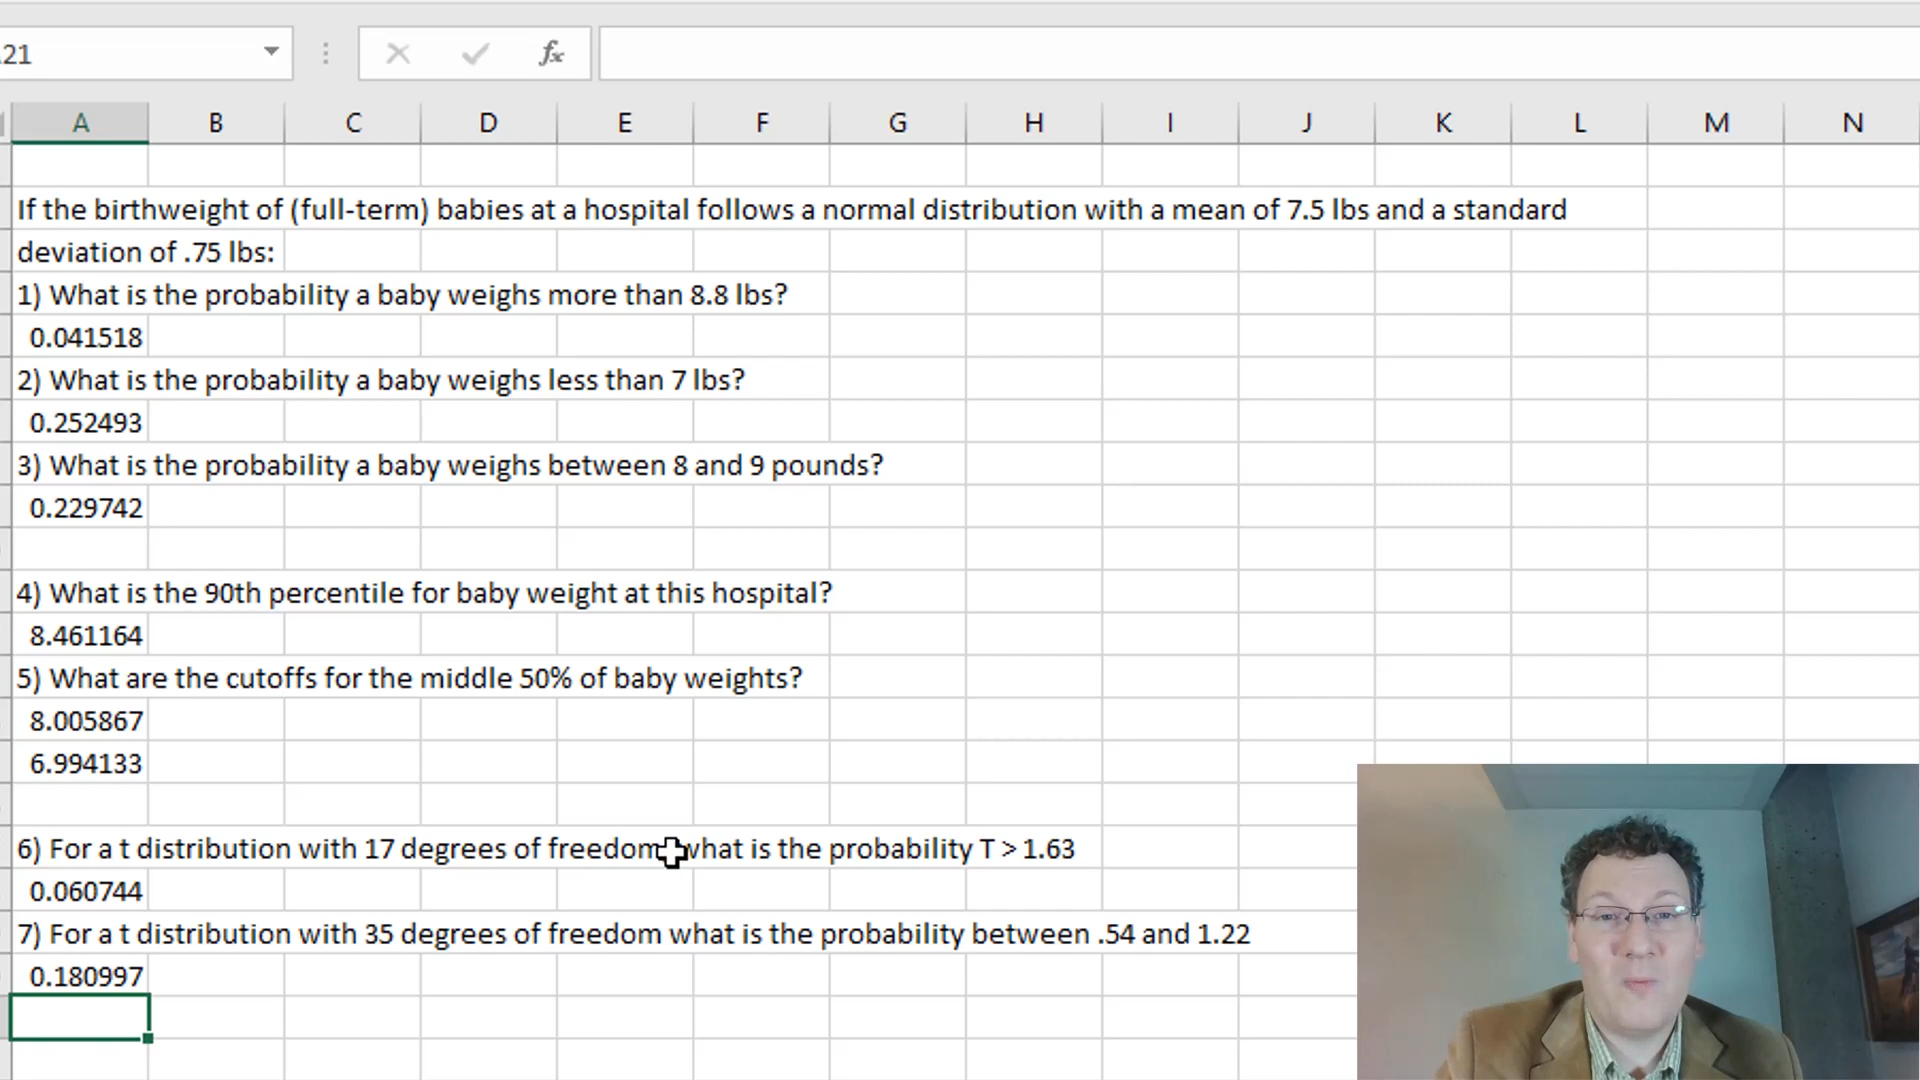 21
fx
A B C D E F G H I J K L M N
If the birthweight of (full-term) babies at a hospital follows a normal distribution with a mean of 7.5 lbs and a standard
deviation of .75 lbs:
1) What is the probability a baby weighs more than 8.8 lbs?
0.041518
2) What is the probability a baby weighs less than 7 lbs?
0.252493
3) What is the probability a baby weighs between 8 and 9 pounds?
0.229742
4) What is the 90th percentile for baby weight at this hospital?
8.461164
5) What are the cutoffs for the middle 50% of baby weights?
8.005867
6.994133
6) For a t distribution with 17 degrees of freedom what is the probability T > 1.63
0.060744
7) For a t distribution with 35 degrees of freedom what is the probability between .54 and 1.22
0.180997